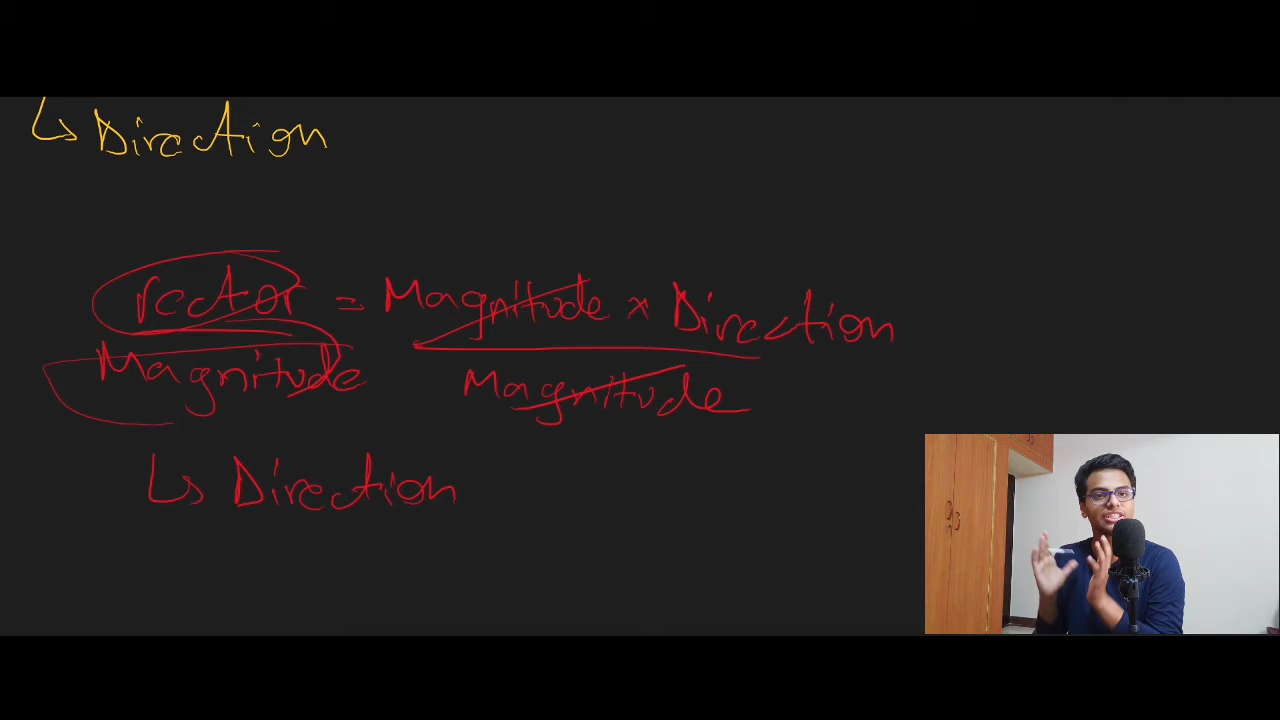 ↳ Direction
vector = Magnitude × Direction
Magnitude Magnitude
↳ Direction